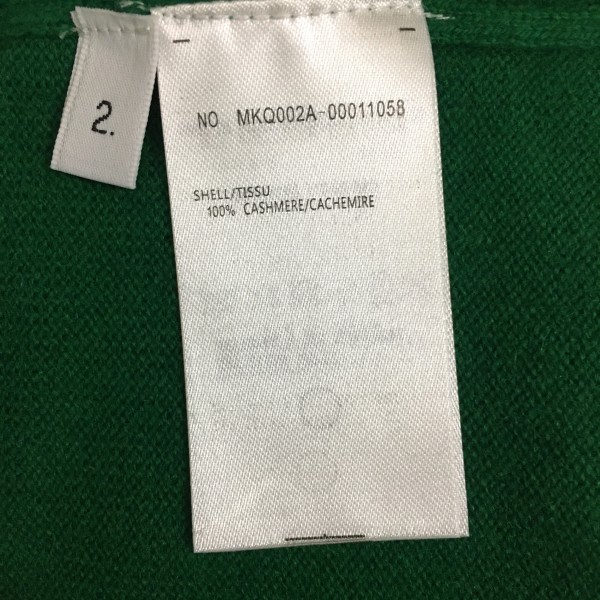 2.
NO MKQ002A-00011058
SHELL/TISSU
100% CASHMERE/CACHEMIRE